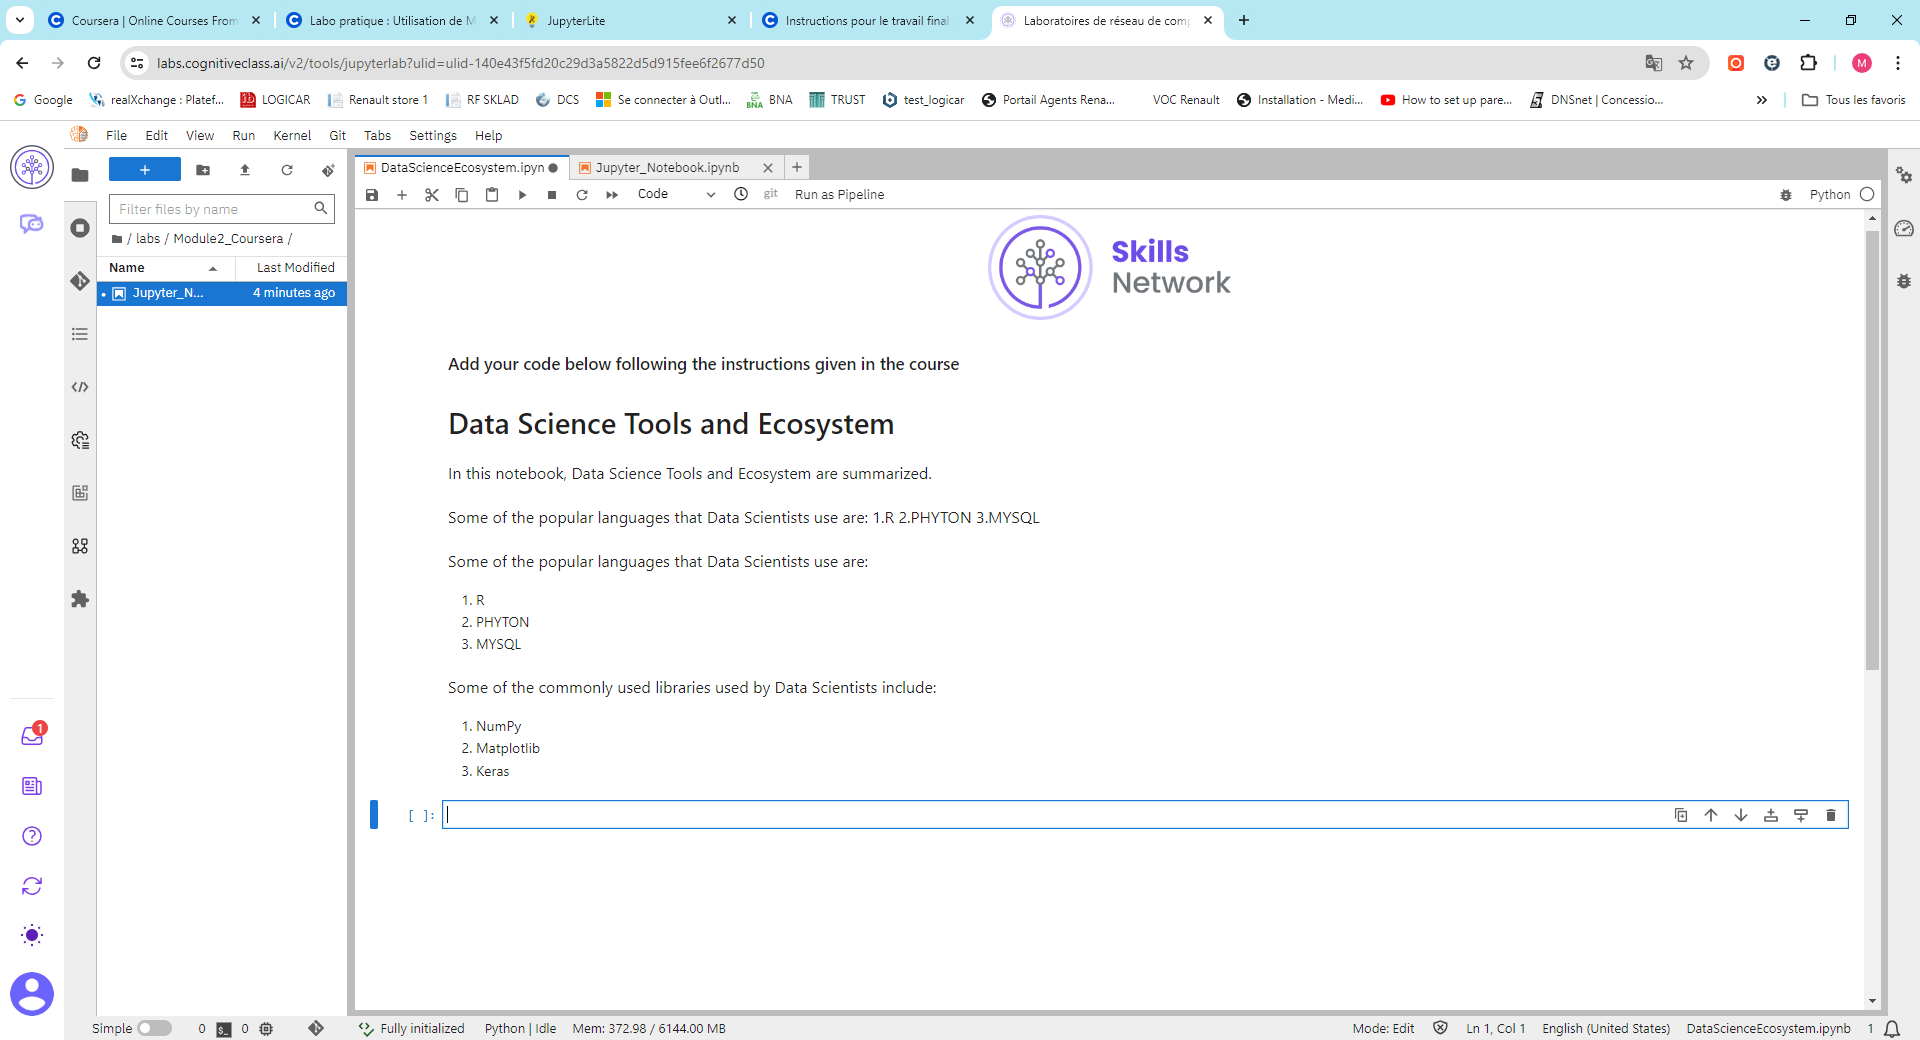 Coursera | Online Courses From
Labo pratique : Utilisation de M
JupyterLite
Instructions pour le travail final
Laboratoires de réseau de comp
labs.cognitiveclass.ai/v2/tools/jupyterlab?ulid=ulid-140e43f5fd20c29d3a5822d5d915fee6f2677d50
M
Google
realXchange : Platef...
LOGICAR
Renault store 1
RF SKLAD
DCS
Se connecter à Outl...
BNA
TRUST
test_logicar
Portail Agents Rena...
VOC Renault
Installation - Medi...
How to set up pare...
DNSnet | Concessio...
Tous les favoris
File Edit View Run Kernel Git Tabs Settings Help
DataScienceEcosystem.ipyn
Jupyter_Notebook.ipynb
Code
git
Run as Pipeline
Python
Filter files by name
/ labs / Module2_Coursera /
Name Last Modified
Jupyter_N... 4 minutes ago
Skills
Network
Add your code below following the instructions given in the course
Data Science Tools and Ecosystem
In this notebook, Data Science Tools and Ecosystem are summarized.
Some of the popular languages that Data Scientists use are: 1.R 2.PHYTON 3.MYSQL
Some of the popular languages that Data Scientists use are:
1. R
2. PHYTON
3. MYSQL
Some of the commonly used libraries used by Data Scientists include:
1. NumPy
2. Matplotlib
3. Keras
[ ]:
1
Simple 0 0 Fully initialized Python | Idle Mem: 372.98 / 6144.00 MB Mode: Edit Ln 1, Col 1 English (United States) DataScienceEcosystem.ipynb 1